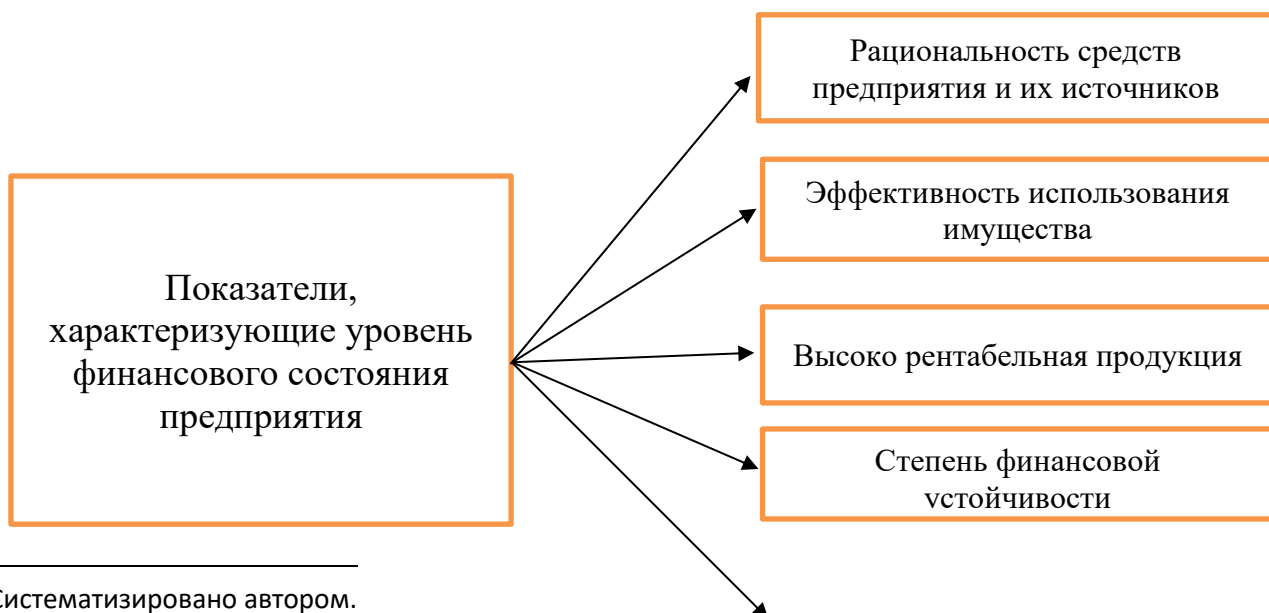 Рациональность средств
предприятия и их источников
Эффективность использования
имущества
Показатели,
характеризующие уровень
финансового состояния
предприятия
Высоко рентабельная продукция
Степень финансовой
устойчивости
Систематизировано автором.